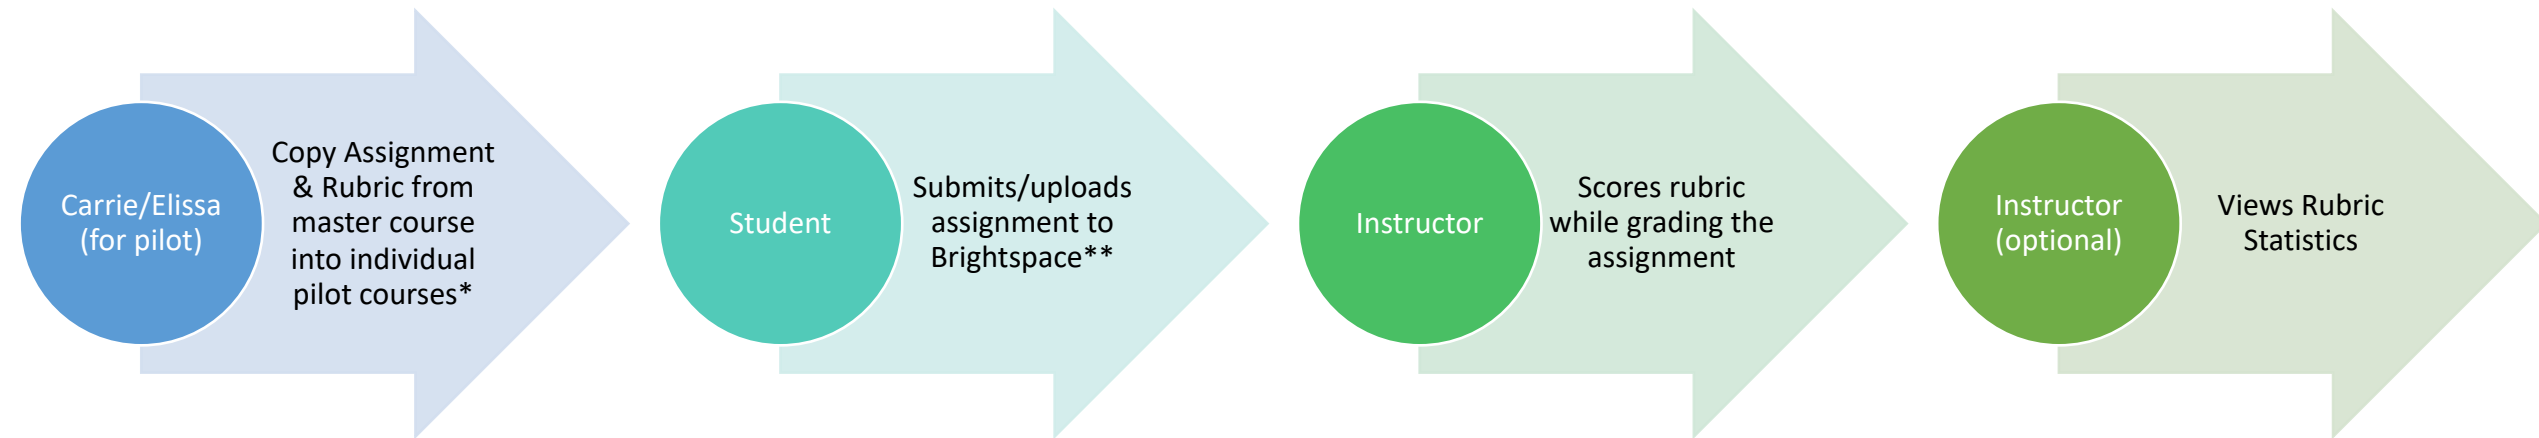 Carrie/Elissa
(for pilot)
Copy Assignment
& Rubric from
master course
into individual
pilot courses*
Student
Submits/uploads
assignment to
Brightspace**
Instructor
Scores rubric
while grading the
assignment
Instructor
(optional)
Views Rubric
Statistics